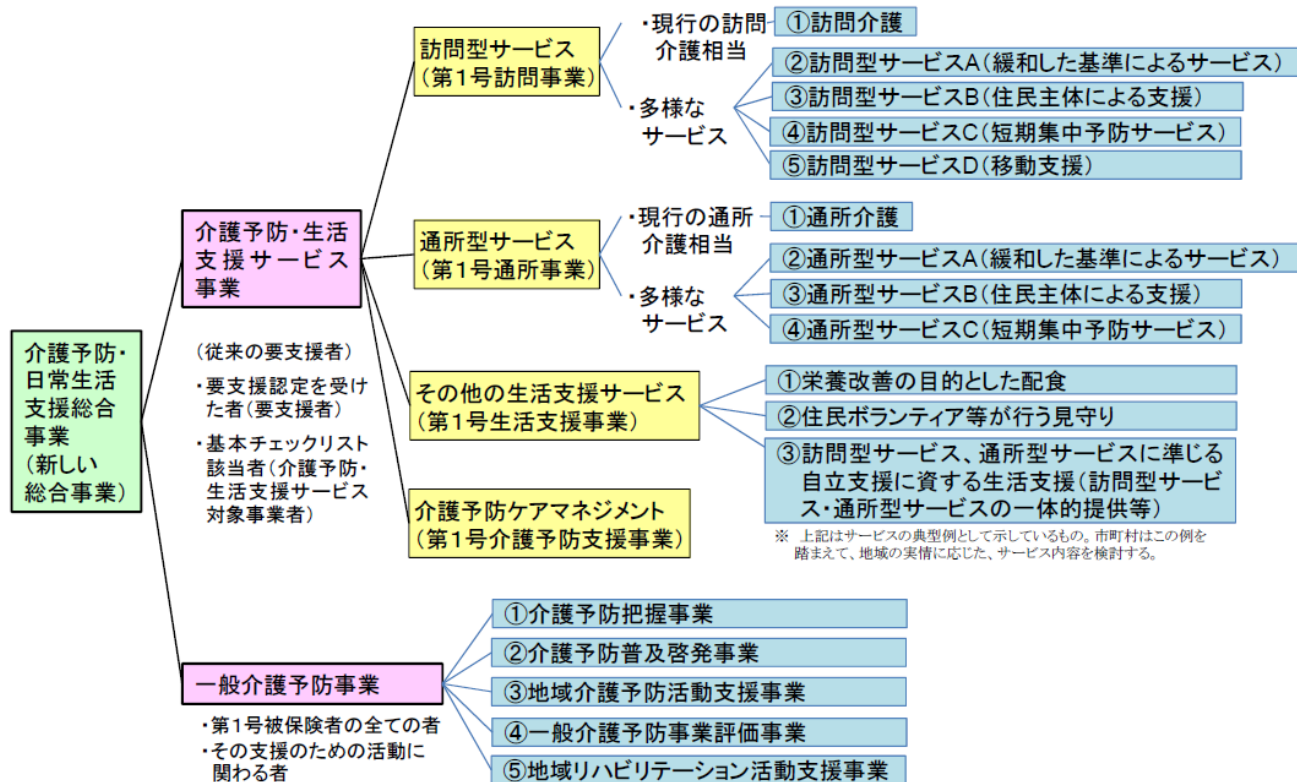 介護予防・
日常生活
支援総合
事業
(新しい
総合事業)
介護予防・生活
支援サービス
事業
(従来の要支援者)
・要支援認定を受け
た者(要支援者)
・基本チェックリスト
該当者(介護予防・
生活支援サービス
対象事業者)
訪問型サービス
(第1号訪問事業)
・現行の訪問
介護相当
①訪問介護
・多様な
サービス
②訪問型サービスA(緩和した基準によるサービス)
③訪問型サービスB(住民主体による支援)
④訪問型サービスC(短期集中予防サービス)
⑤訪問型サービスD(移動支援)
通所型サービス
(第1号通所事業)
・現行の通所
介護相当
①通所介護
・多様な
サービス
②通所型サービスA(緩和した基準によるサービス)
③通所型サービスB(住民主体による支援)
④通所型サービスC(短期集中予防サービス)
その他の生活支援サービス
(第1号生活支援事業)
①栄養改善の目的とした配食
②住民ボランティア等が行う見守り
③訪問型サービス、通所型サービスに準じる
自立支援に資する生活支援(訪問型サービ
ス・通所型サービスの一体的提供等)
※ 上記はサービスの典型例として示しているもの。市町村はこの例を
踏まえて、地域の実情に応じた、サービス内容を検討する。
介護予防ケアマネジメント
(第1号介護予防支援事業)
一般介護予防事業
・第1号被保険者の全ての者
・その支援のための活動に
関わる者
①介護予防把握事業
②介護予防普及啓発事業
③地域介護予防活動支援事業
④一般介護予防事業評価事業
⑤地域リハビリテーション活動支援事業